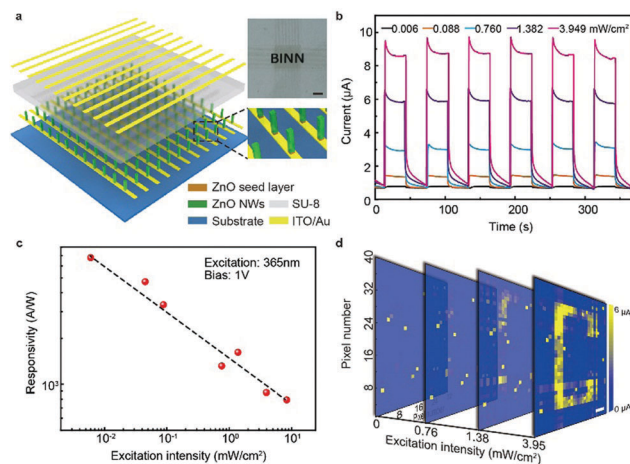 a
BINN
ZnO seed layer
ZnO NWs
SU-8
Substrate
ITO/Au
b
0.006
0.088
0.760
1.382
3.949 mW/cm²
10
8
6
4
2
0
Current (μA)
0
100
200
300
Time (s)
c
Excitation: 365nm
Bias: 1V
Responsivity (A/W)
10³
10⁻²
10⁻¹
10⁰
10¹
Excitation intensity (mW/cm²)
d
40
32
24
16
8
Pixel number
6 μA
0 μA
8
16
0
0.76
1.38
3.95
Excitation intensity (mW/cm²)